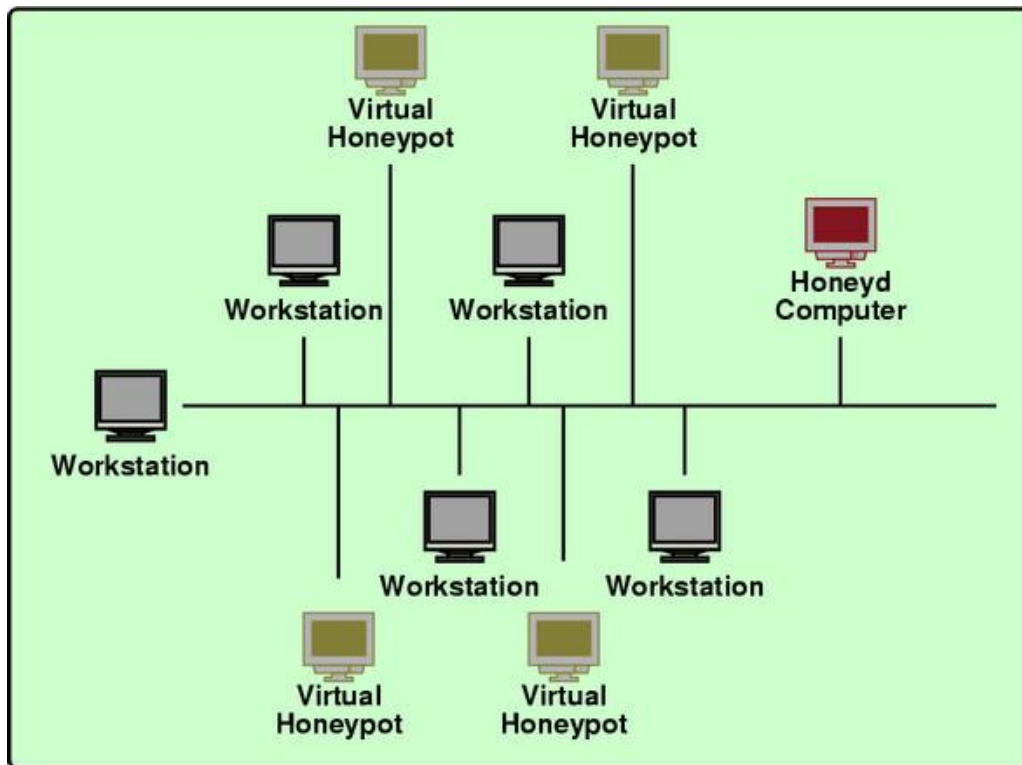 Virtual
Honeypot
Virtual
Honeypot
Workstation
Workstation
Honeyd
Computer
Workstation
Workstation
Workstation
Virtual
Honeypot
Virtual
Honeypot